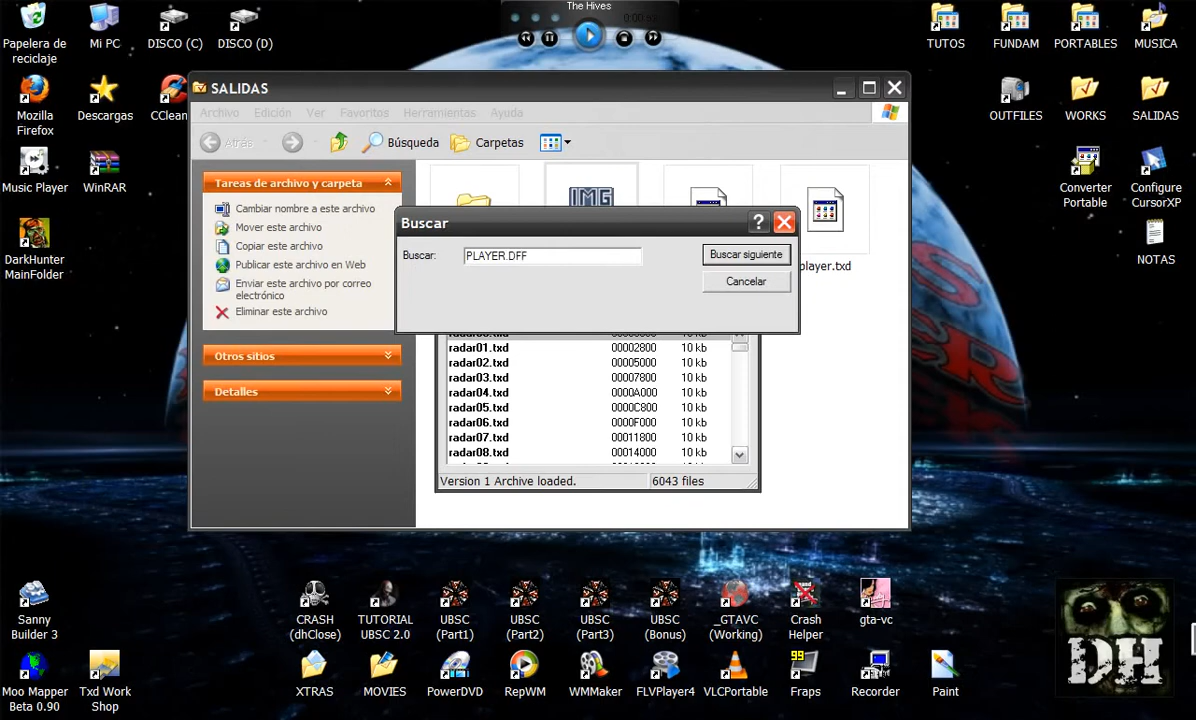 The Hives
Papelera de
reciclaje
Mi PC
DISCO (C)
DISCO (D)
TUTOS
FUNDAM
PORTABLES
MUSICA
SALIDAS
Archivo Edición Ver Favoritos Herramientas Ayuda
Atrás
Búsqueda
Carpetas
Mozilla
Firefox
Descargas
CClean
OUTFILES
WORKS
SALIDAS
Tareas de archivo y carpeta
Cambiar nombre a este archivo
Mover este archivo
Copiar este archivo
Publicar este archivo en Web
Enviar este archivo por correo
electrónico
Eliminar este archivo
Otros sitios
Detalles
IMG
Music Player
WinRAR
Converter
Portable
Configure
CursorXP
DarkHunter
MainFolder
NOTAS
Buscar
Buscar: PLAYER.DFF
Buscar siguiente
Cancelar
player.txd
radar01.txd 00002800 10 kb
radar02.txd 00005000 10 kb
radar03.txd 00007800 10 kb
radar04.txd 0000A000 10 kb
radar05.txd 0000C800 10 kb
radar06.txd 0000F000 10 kb
radar07.txd 00011800 10 kb
radar08.txd 00014000 10 kb
Version 1 Archive loaded. 6043 files
Sanny
Builder 3
CRASH
(dhClose)
TUTORIAL
UBSC 2.0
UBSC
(Part1)
UBSC
(Part2)
UBSC
(Part3)
UBSC
(Bonus)
_GTAVC
(Working)
Crash
Helper
gta-vc
Moo Mapper
Beta 0.90
Txd Work
Shop
XTRAS
MOVIES
PowerDVD
RepWM
WMMaker
FLVPlayer4
VLCPortable
99
Fraps
Recorder
Paint
DH